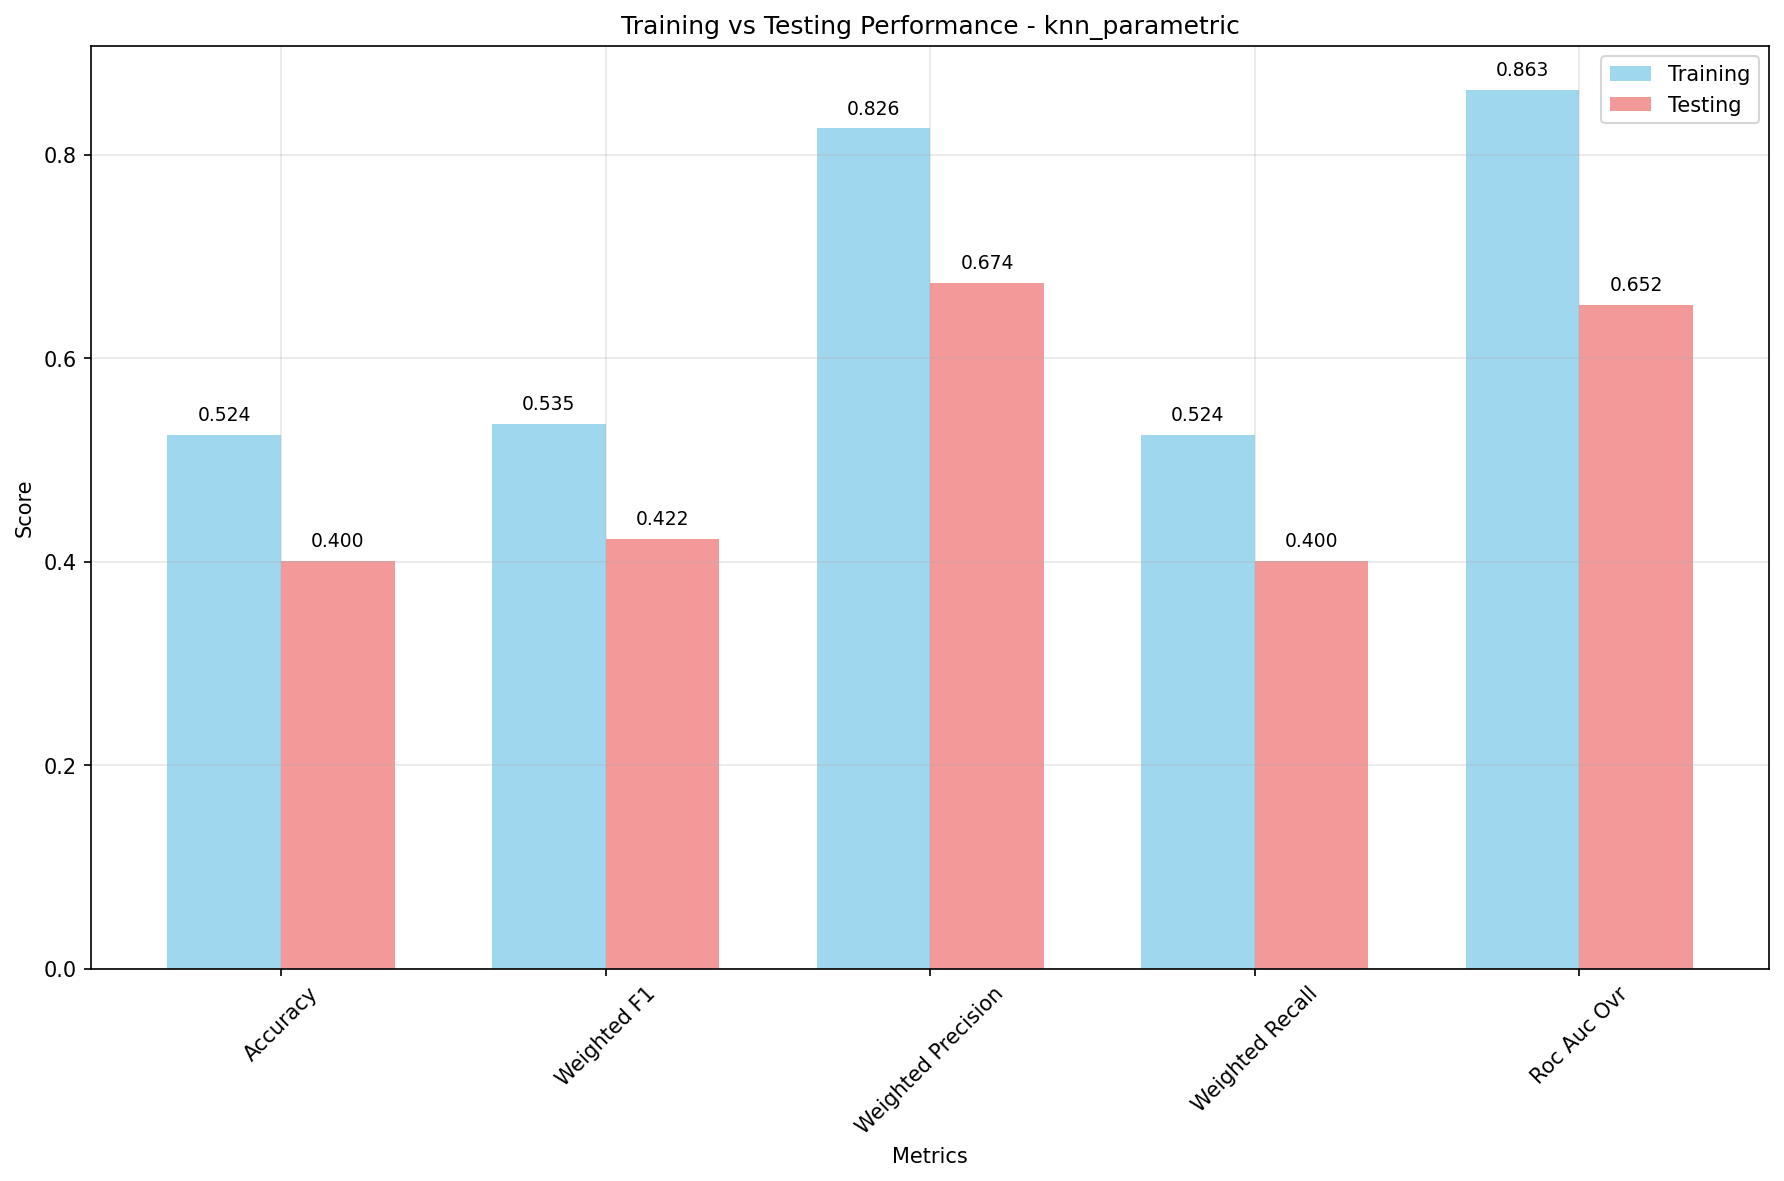 Training vs Testing Performance - knn_parametric
Training
Testing
0.863
0.826
0.674
0.652
0.535
0.524
0.524
0.422
0.400
0.400
Score
0.8
0.6
0.4
0.2
0.0
Accuracy
Weighted F1
Weighted Precision
Weighted Recall
Roc Auc Ovr
Metrics